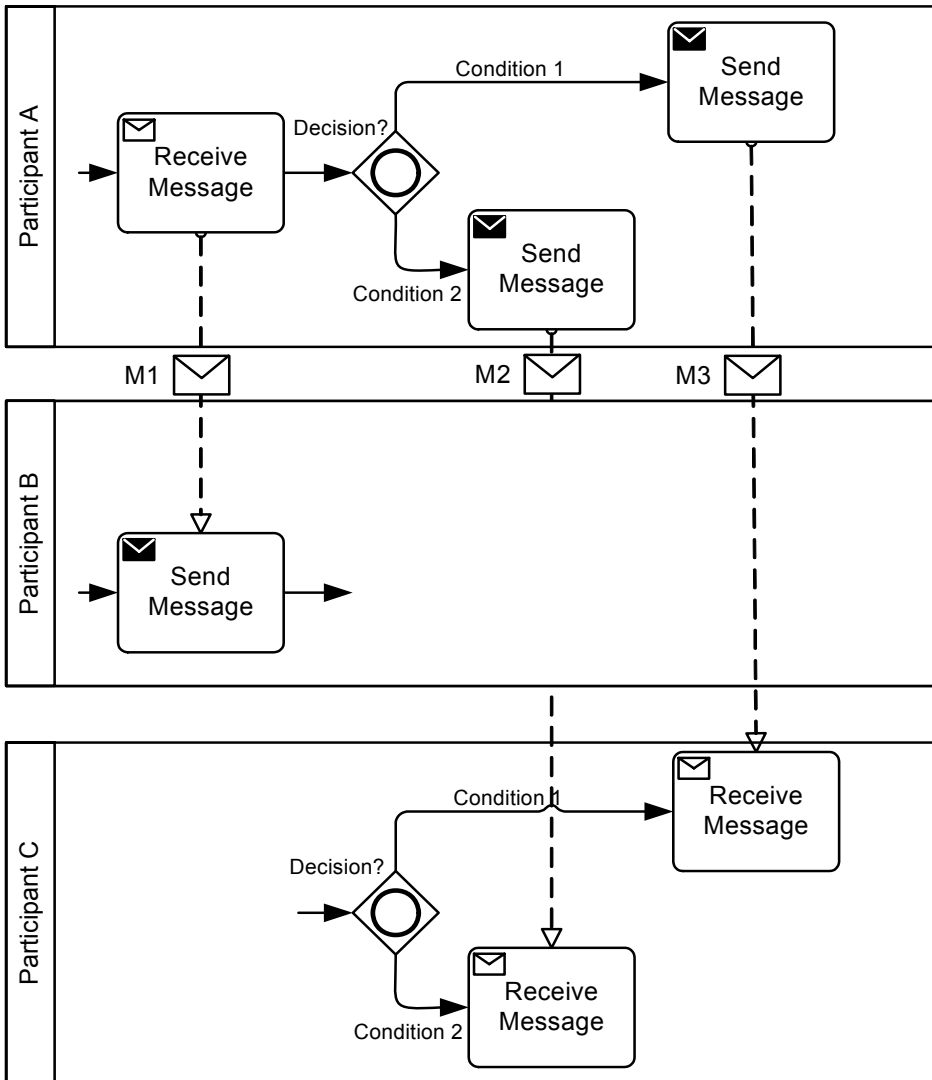 Participant A
Receive
Message
Decision?
Condition 1
Send
Message
Condition 2
Send
Message
M1
M2
M3
Participant B
Send
Message
Participant C
Decision?
Condition 1
Receive
Message
Condition 2
Receive
Message